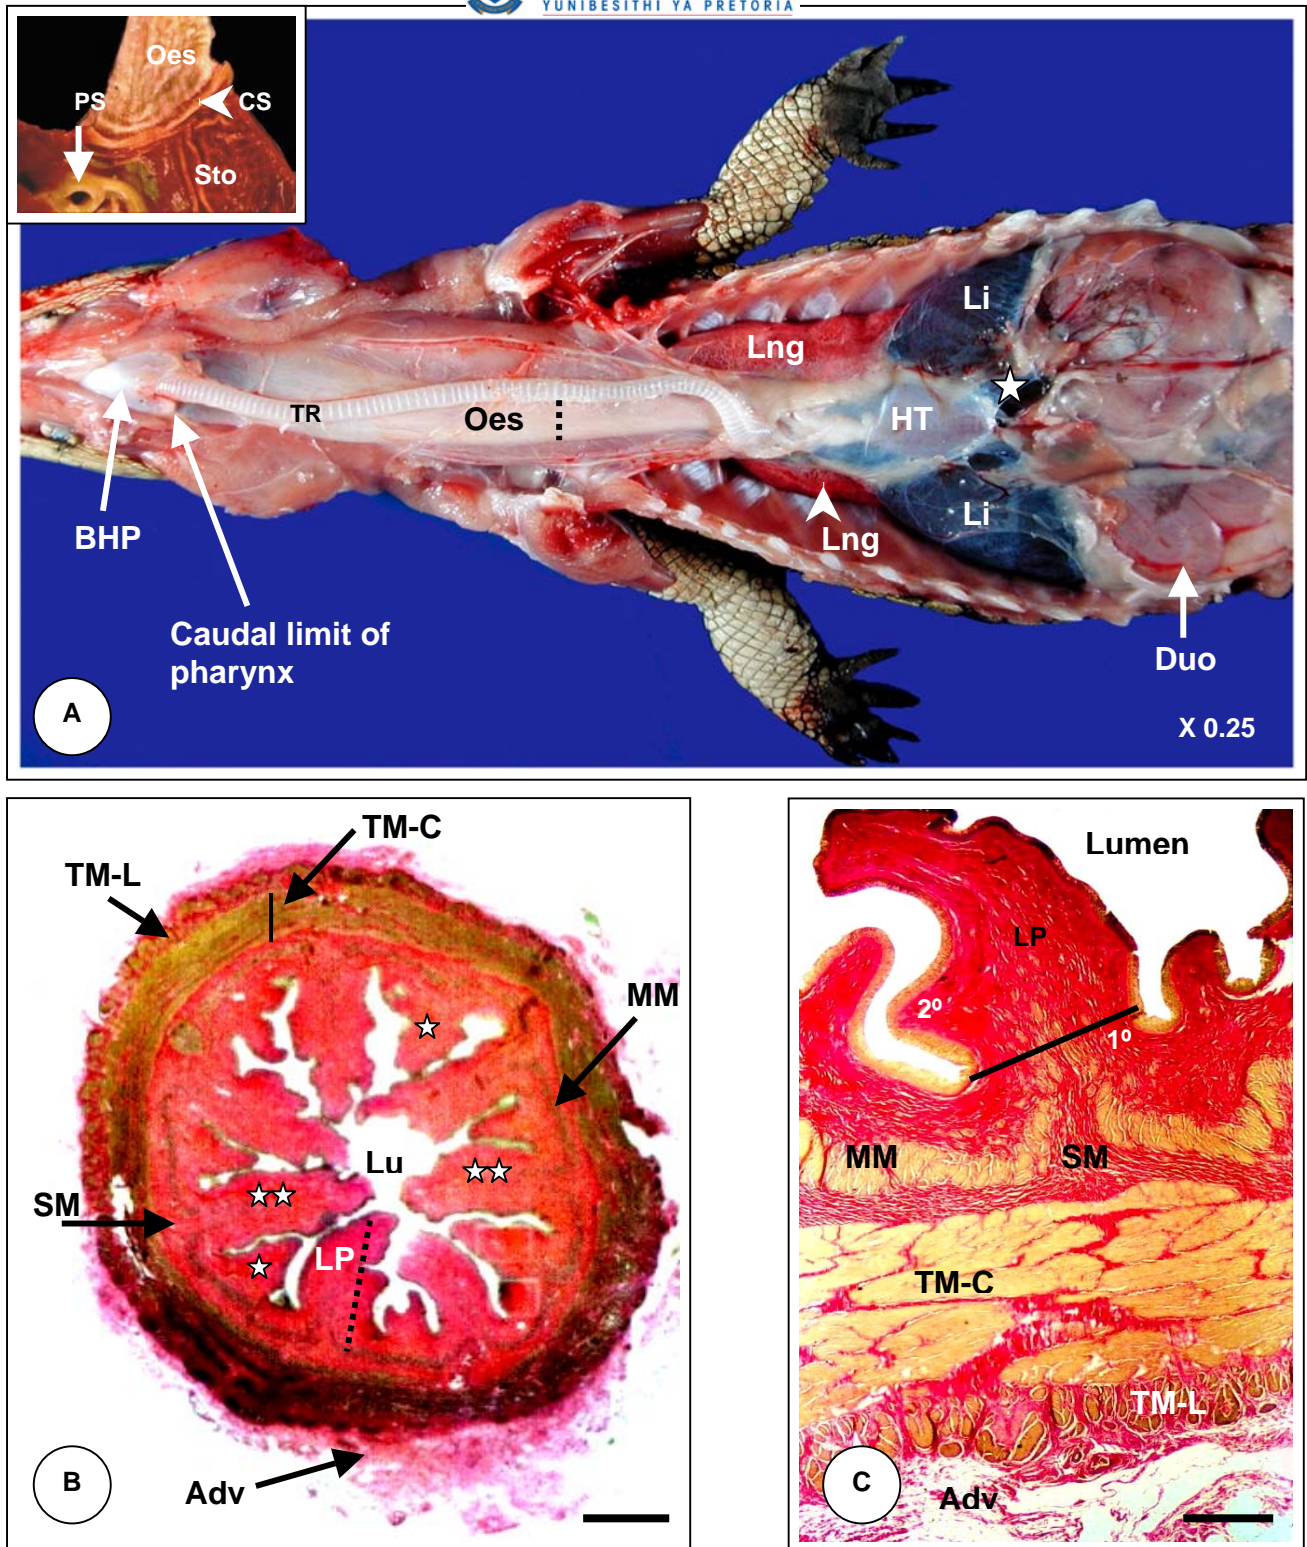 YUNIBESITHI YA PRETORIA
Oes
PS
CS
Sto
Li
Lng
TR
Oes
HT
BHP
Li
Lng
Caudal limit of
pharynx
Duo
A
X 0.25
TM-C
TM-L
MM
Lu
SM
LP
B
Adv
Lumen
LP
2º
1º
MM
SM
TM-C
TM-L
C
Adv